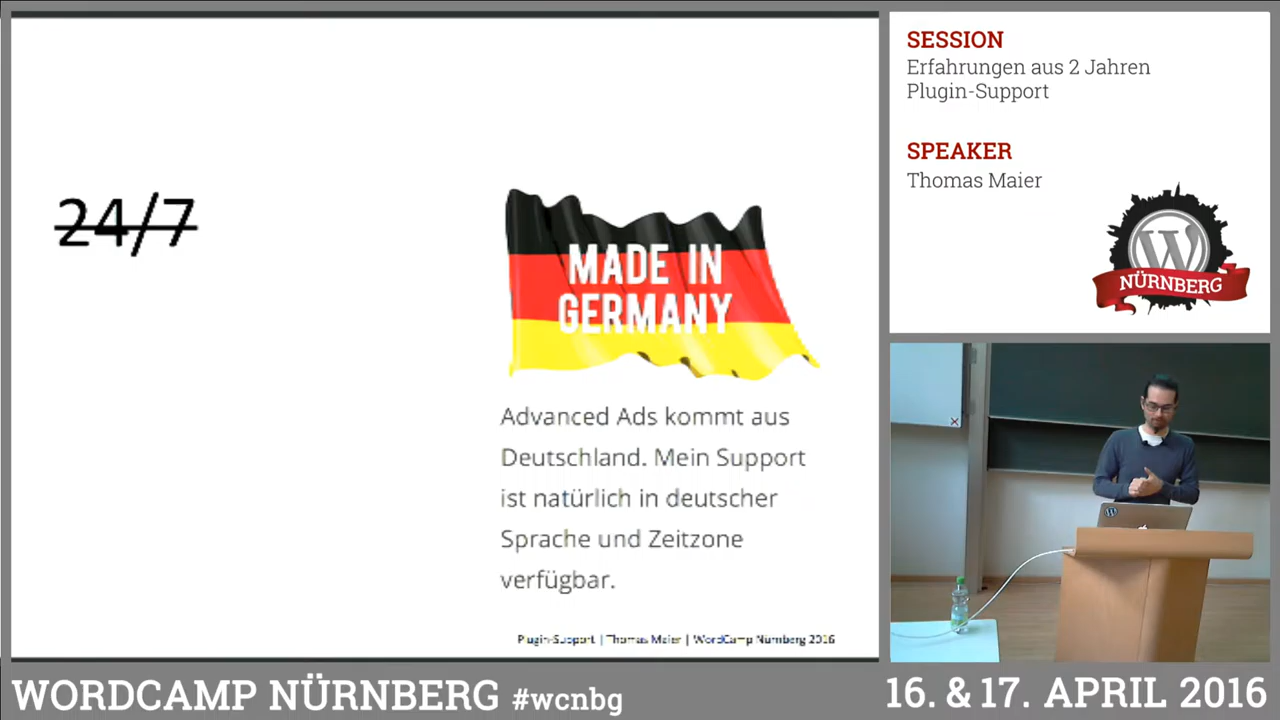 24/7
MADE IN
GERMANY
Advanced Ads kommt aus
Deutschland. Mein Support
ist natürlich in deutscher
Sprache und Zeitzone
verfügbar.
Plugin-Support | Thomas Maier | WordCamp Nürnberg 2016
SESSION
Erfahrungen aus 2 Jahren
Plugin-Support
SPEAKER
Thomas Maier
W
NÜRNBERG
WORDCAMP NÜRNBERG #wcnbg
16. & 17. APRIL 2016